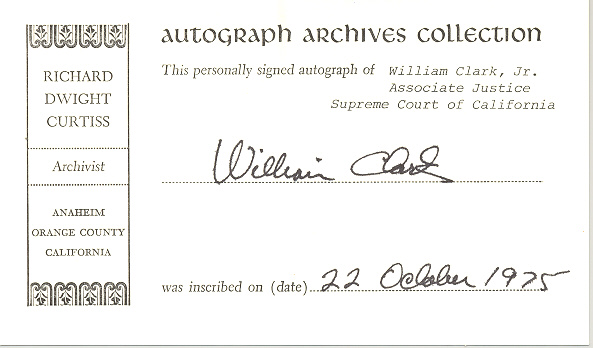 autograph archives collection
RICHARD
DWIGHT
CURTISS
Archivist
ANAHEIM
ORANGE COUNTY
CALIFORNIA
This personally signed autograph of William Clark, Jr.
Associate Justice
Supreme Court of California
William Clark
was inscribed on (date) 22 October 1975